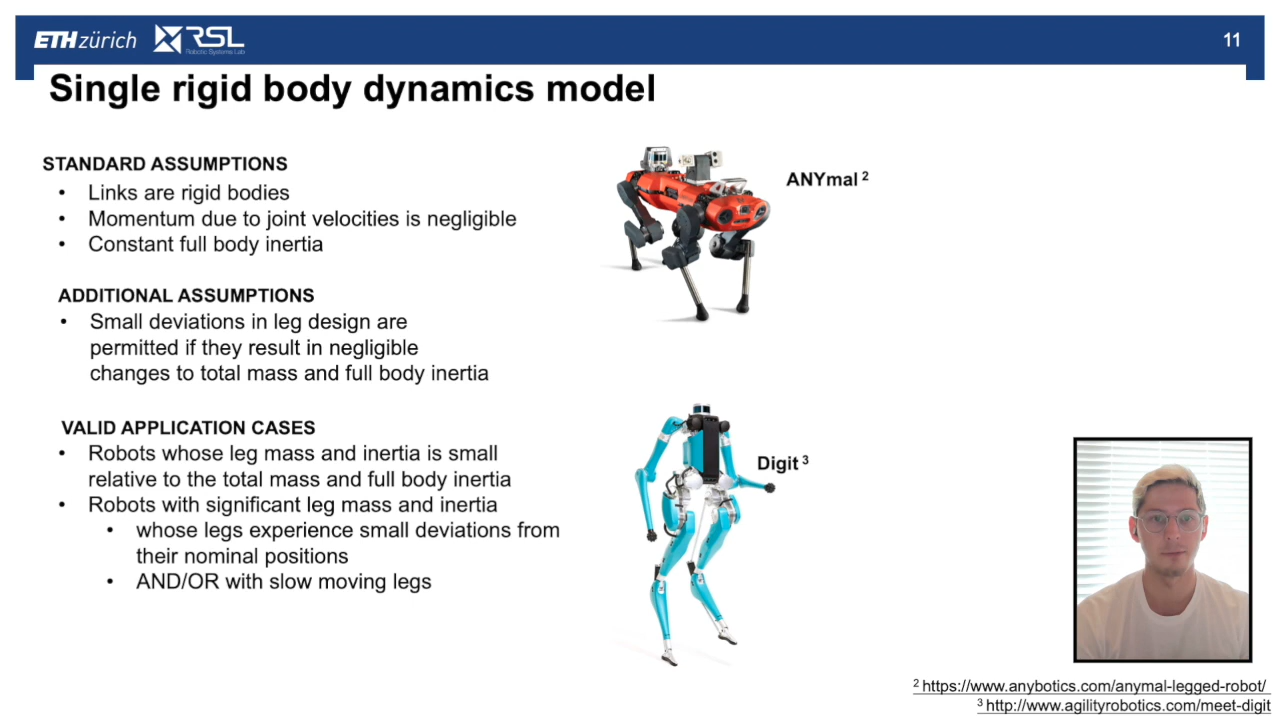 ETH zürich RSL Robotic Systems Lab 11
Single rigid body dynamics model
STANDARD ASSUMPTIONS
• Links are rigid bodies
• Momentum due to joint velocities is negligible
• Constant full body inertia
ANYmal 2
ADDITIONAL ASSUMPTIONS
• Small deviations in leg design are
permitted if they result in negligible
changes to total mass and full body inertia
VALID APPLICATION CASES
• Robots whose leg mass and inertia is small
relative to the total mass and full body inertia
• Robots with significant leg mass and inertia
• whose legs experience small deviations from
their nominal positions
• AND/OR with slow moving legs
Digit 3
2 https://www.anybotics.com/anymal-legged-robot/
3 http://www.agilityrobotics.com/meet-digit